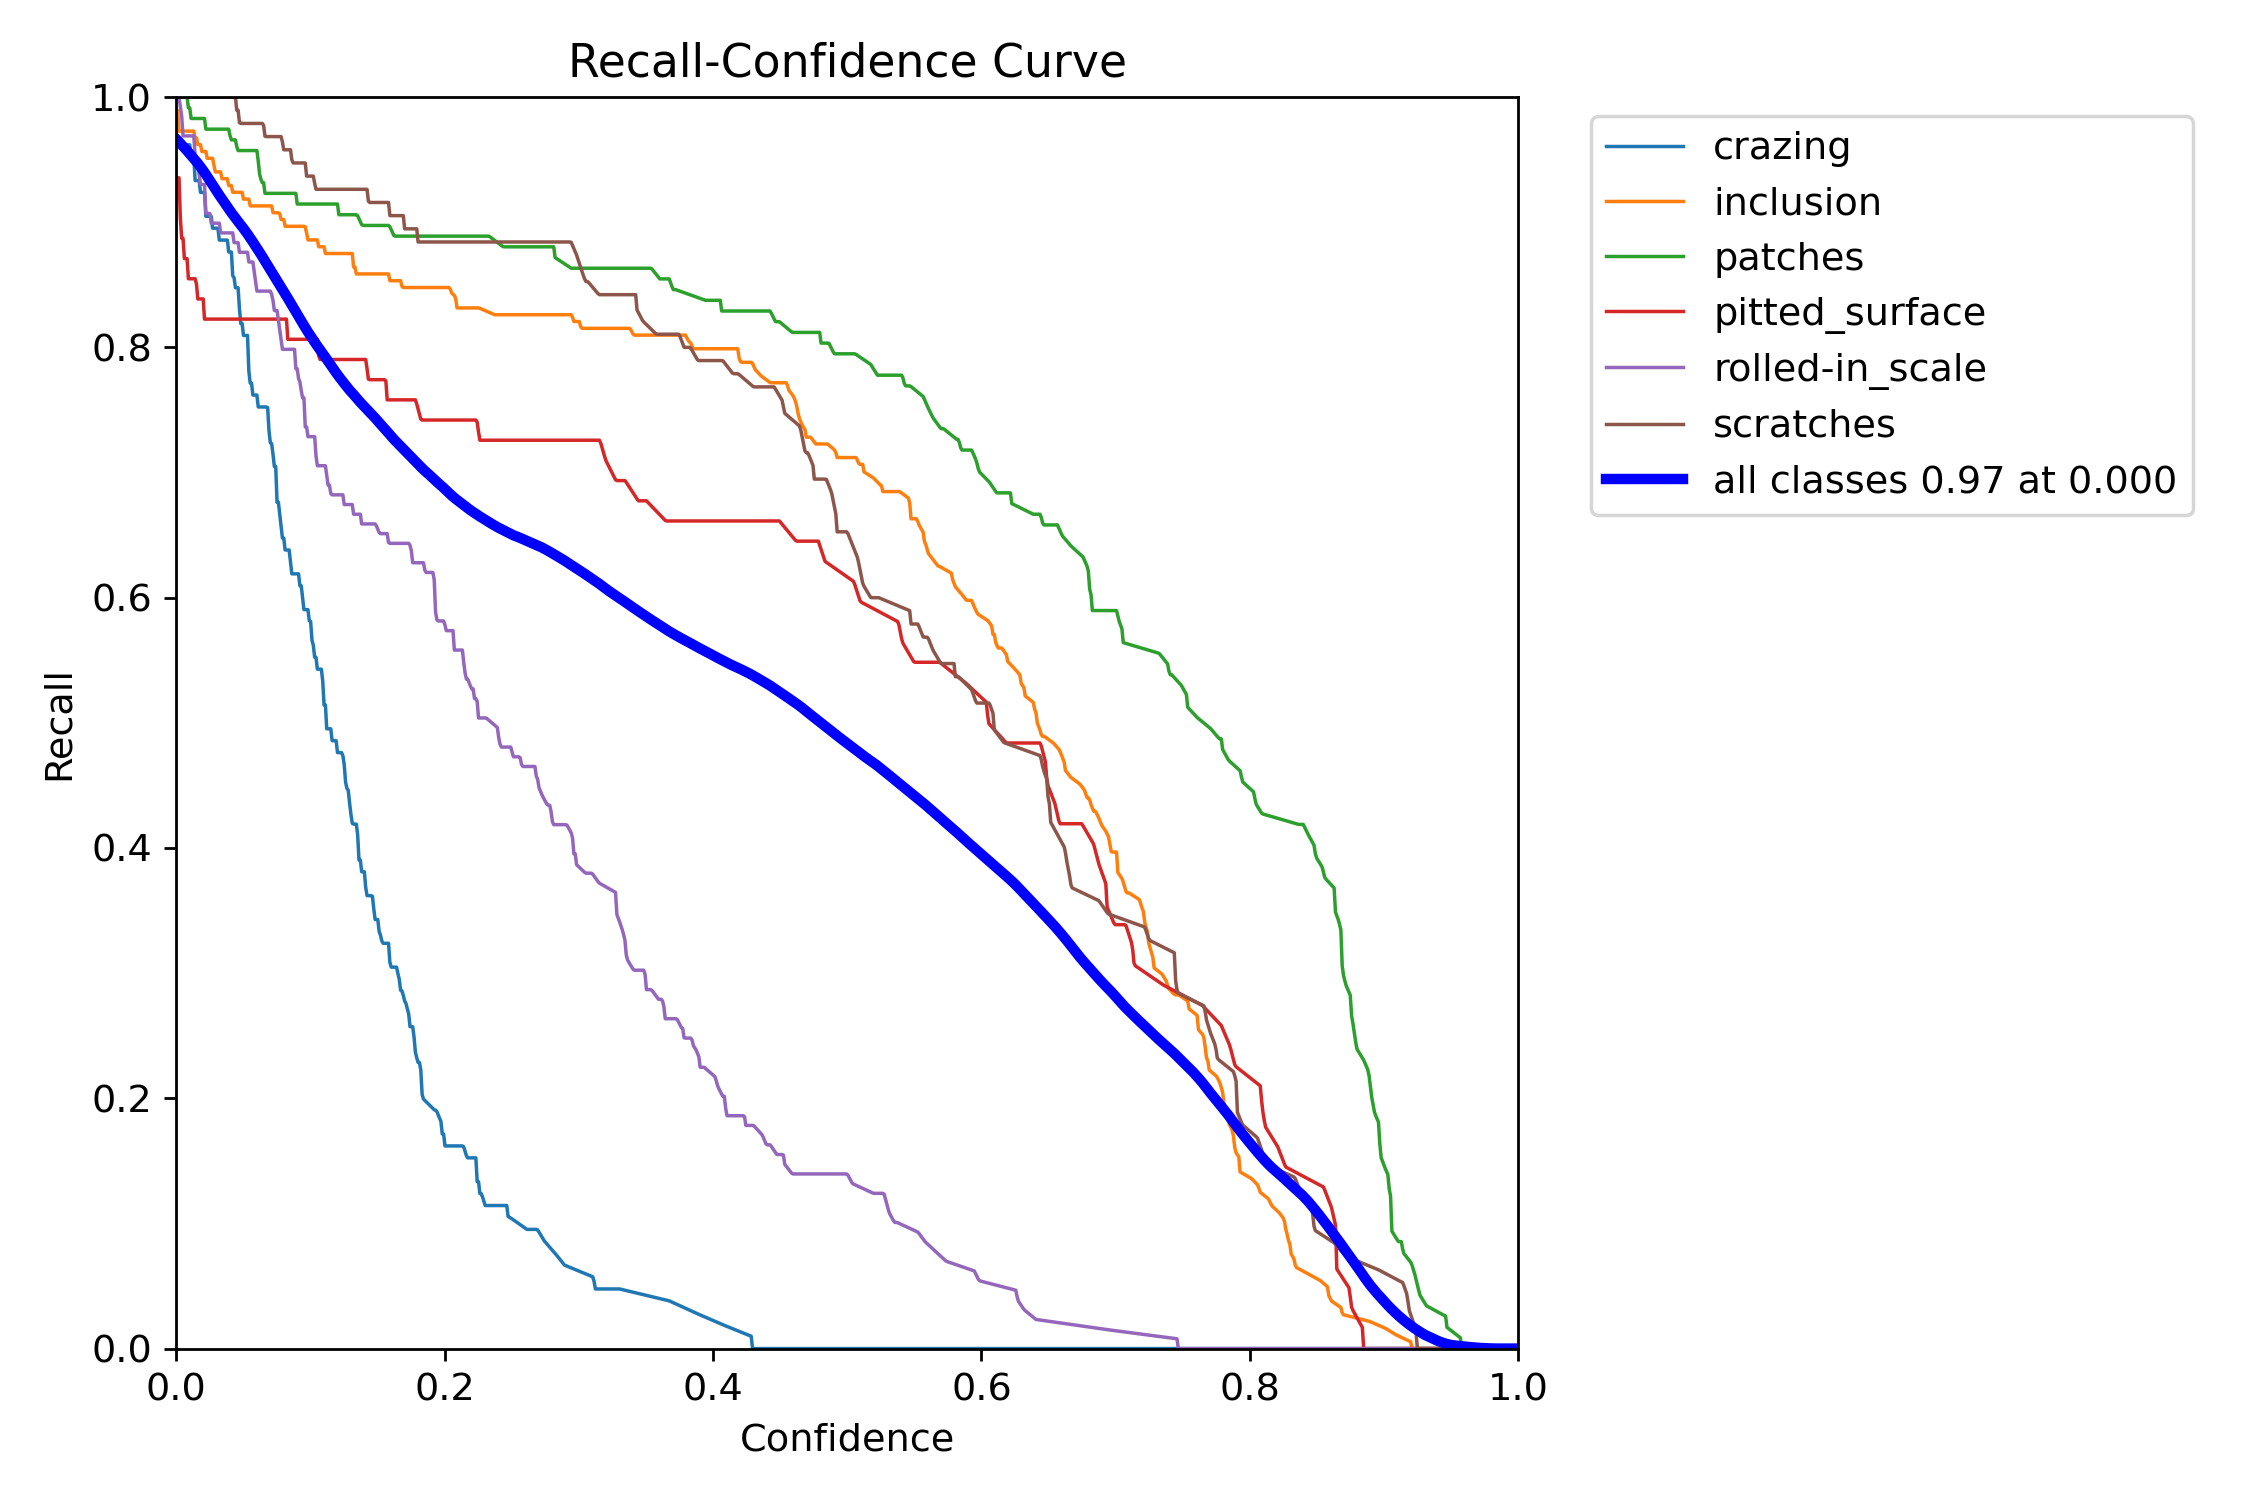 Recall-Confidence Curve
1.0
0.8
0.6
0.4
0.2
0.0
Recall
0.0 0.2 0.4 0.6 0.8 1.0
Confidence
crazing
inclusion
patches
pitted_surface
rolled-in_scale
scratches
all classes 0.97 at 0.000